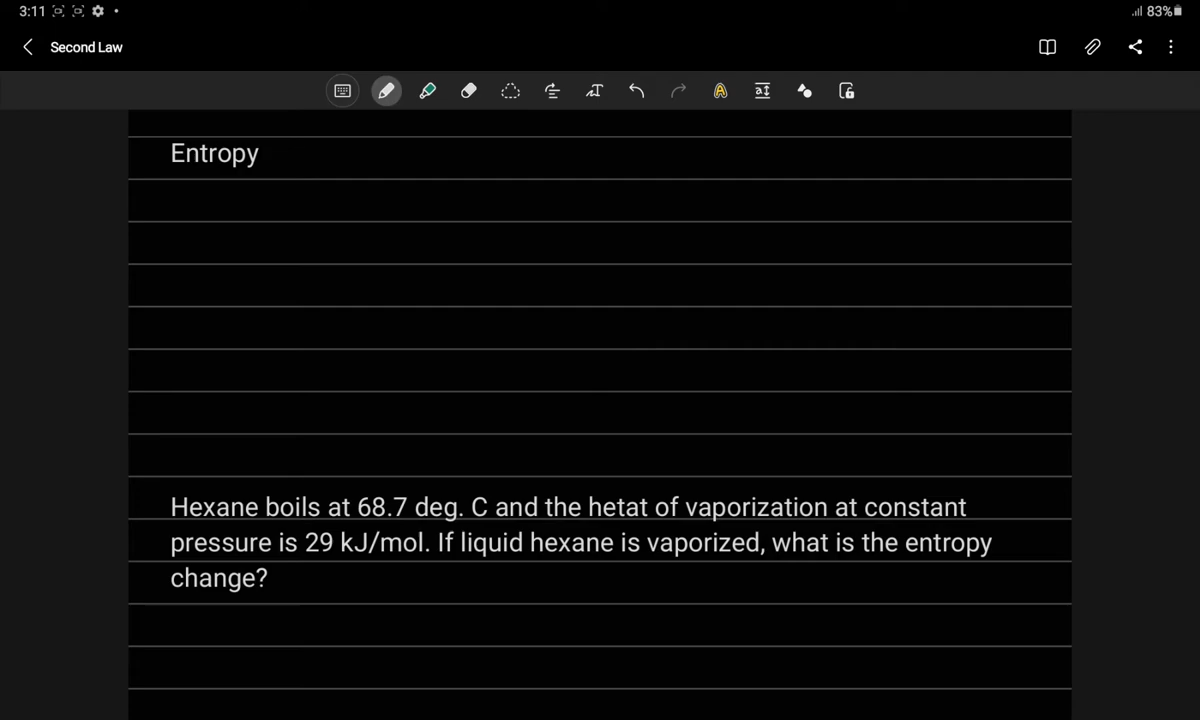 3:11 83%
Second Law
Entropy
Hexane boils at 68.7 deg. C and the hetat of vaporization at constant
pressure is 29 kJ/mol. If liquid hexane is vaporized, what is the entropy
change?